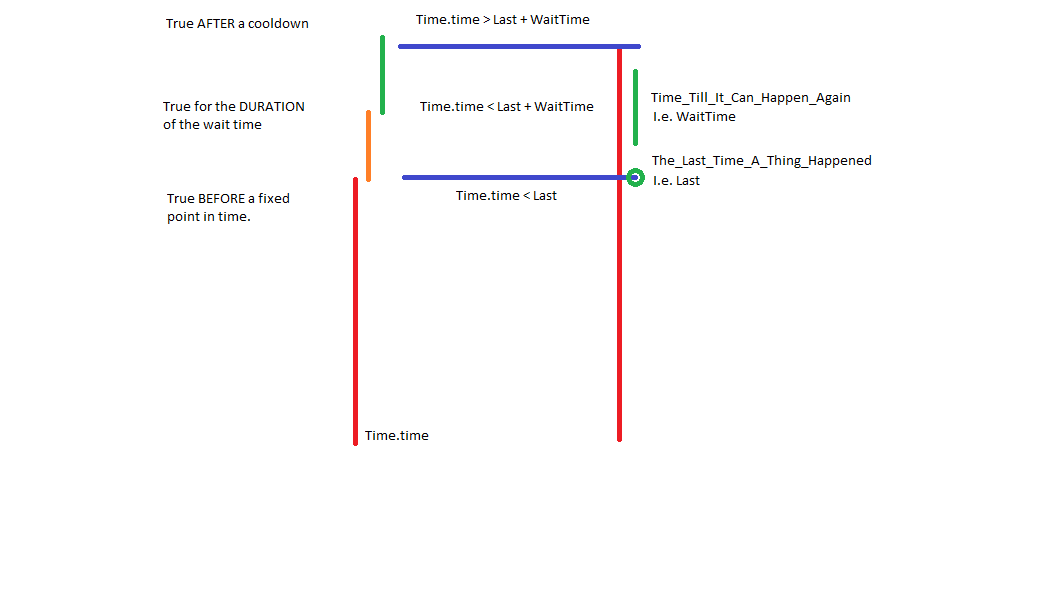 True AFTER a cooldown
Time.time > Last + WaitTime
True for the DURATION
of the wait time
Time.time < Last + WaitTime
Time_Till_It_Can_Happen_Again
I.e. WaitTime
The_Last_Time_A_Thing_Happened
I.e. Last
True BEFORE a fixed
point in time.
Time.time < Last
Time.time